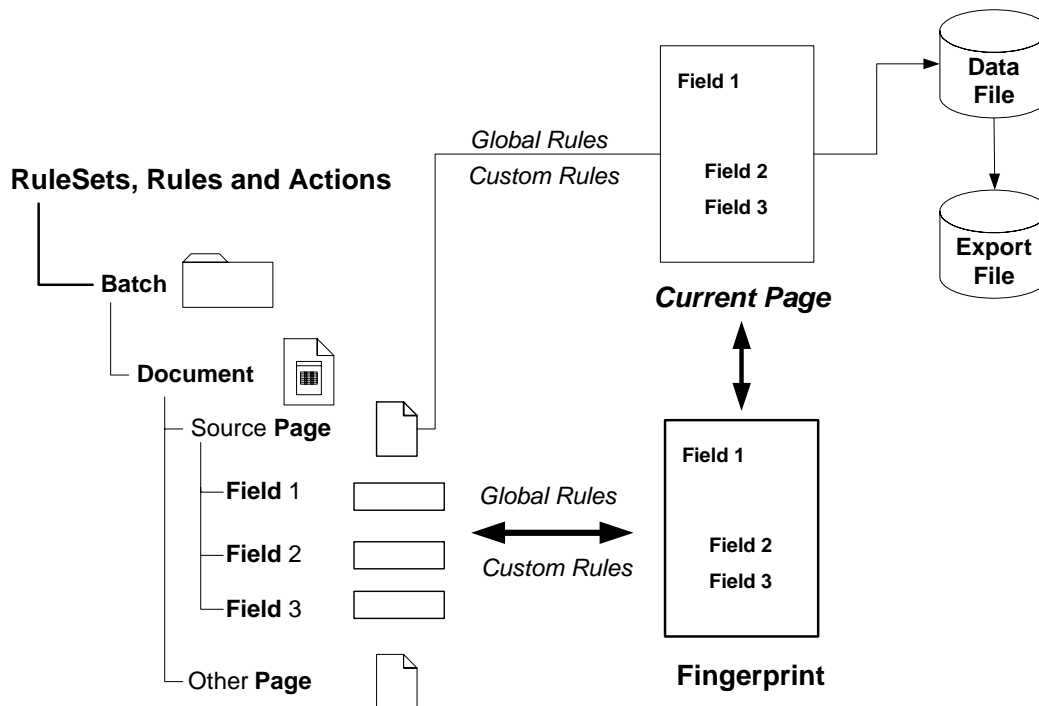 Field 1
Data
File
Global Rules
Custom Rules
RuleSets, Rules and Actions
Field 2
Field 3
Export
File
Batch
Current Page
Document
Source Page
Field 1
Field 1
Global Rules
Field 2
Custom Rules
Field 2
Field 3
Field 3
Other Page
Fingerprint